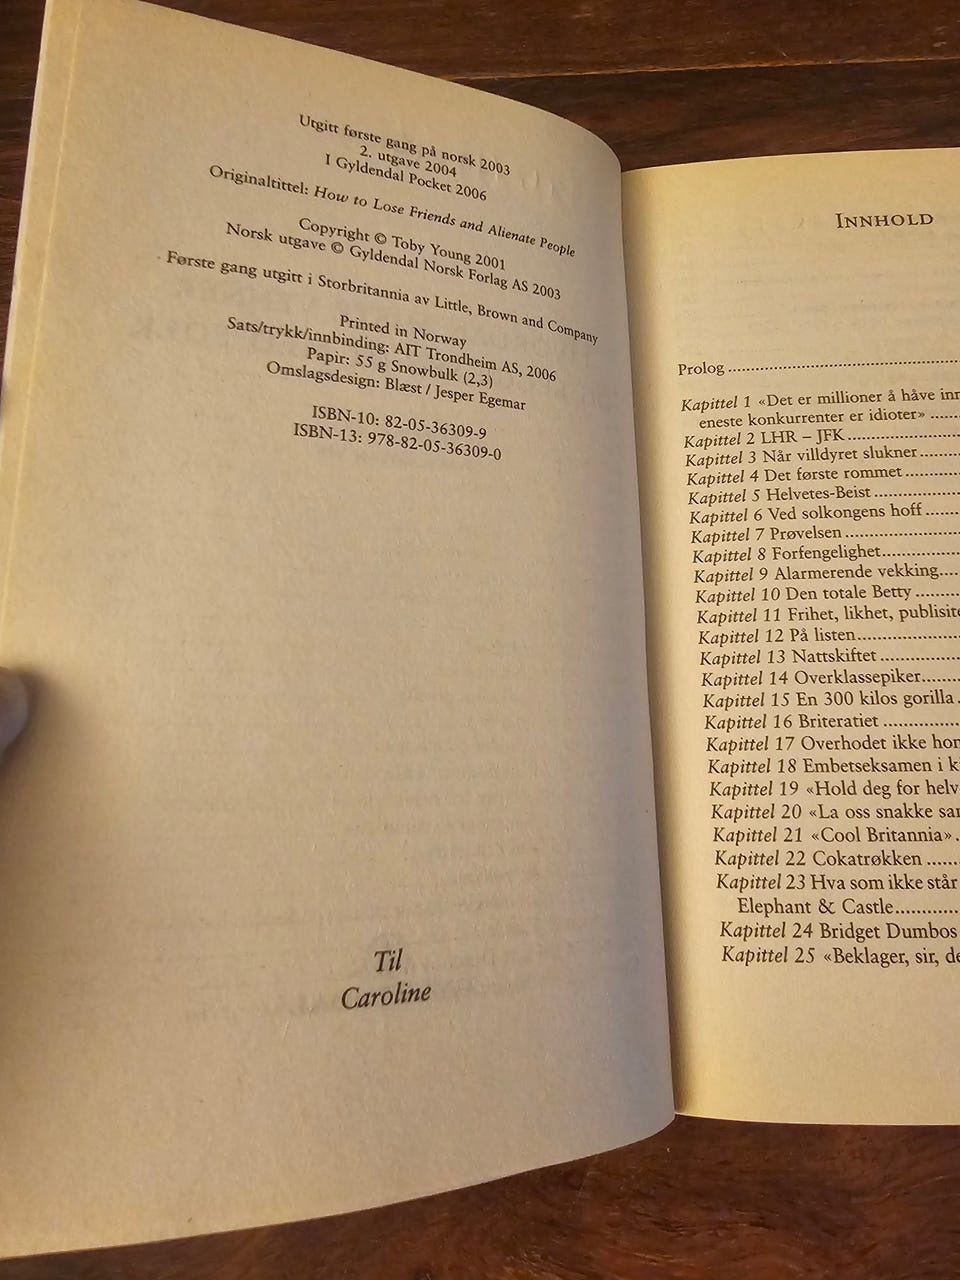 Utgitt første gang på norsk 2003
2. utgave 2004
I Gyldendal Pocket 2006
Originaltittel: How to Lose Friends and Alienate People
Copyright © Toby Young 2001
Norsk utgave © Gyldendal Norsk Forlag AS 2003
Første gang utgitt i Storbritannia av Little, Brown and Company
Printed in Norway
Sats/trykk/innbinding: AIT Trondheim AS, 2006
Papir: 55 g Snowbulk (2,3)
Omslagsdesign: Blæst / Jesper Egemar
ISBN-10: 82-05-36309-9
ISBN-13: 978-82-05-36309-0
Til
Caroline
INNHOLD
Prolog
Kapittel 1 «Det er millioner å håve inn
eneste konkurrenter er idioter»
Kapittel 2 LHR – JFK
Kapittel 3 Når villdyret slukner
Kapittel 4 Det første rommet
Kapittel 5 Helvetes-Beist
Kapittel 6 Ved solkongens hoff
Kapittel 7 Prøvelsen
Kapittel 8 Forfengelighet
Kapittel 9 Alarmerende vekking
Kapittel 10 Den totale Betty
Kapittel 11 Frihet, likhet,
Kapittel 12 På listen
Kapittel 13 Nattskiftet
Kapittel 14 Overklassepiker
Kapittel 15 En 300 kilos gorilla
Kapittel 16 Briteratiet
Kapittel 17 Overhodet ikke
Kapittel 18 Embetseksamen i
Kapittel 19 «Hold deg for
Kapittel 20 «La oss snakke
Kapittel 21 «Cool Britannia»
Kapittel 22 Cokatrøkken
Kapittel 23 Hva som ikke står
Elephant & Castle
Kapittel 24 Bridget Dumbos
Kapittel 25 «Beklager, sir,